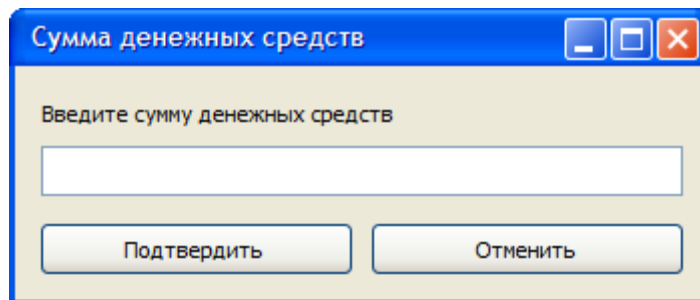 Сумма денежных средств
Введите сумму денежных средств
Подтвердить Отменить